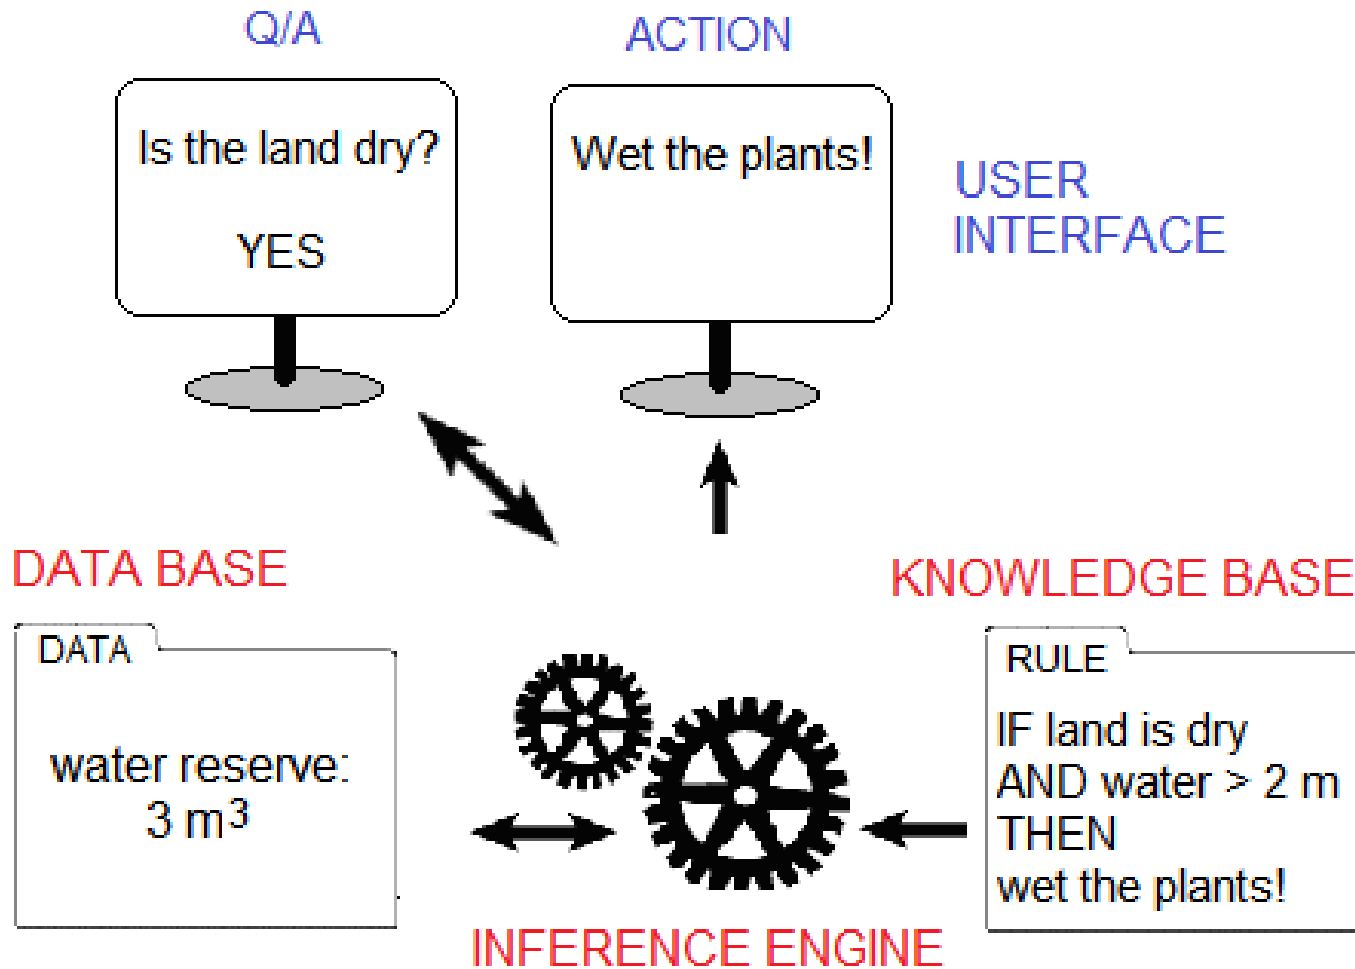 Q/A
ACTION
Is the land dry?
YES
Wet the plants!
USER
INTERFACE
DATA BASE
DATA
water reserve:
3 m³
INFERENCE ENGINE
KNOWLEDGE BASE
RULE
IF land is dry
AND water > 2 m
THEN
wet the plants!